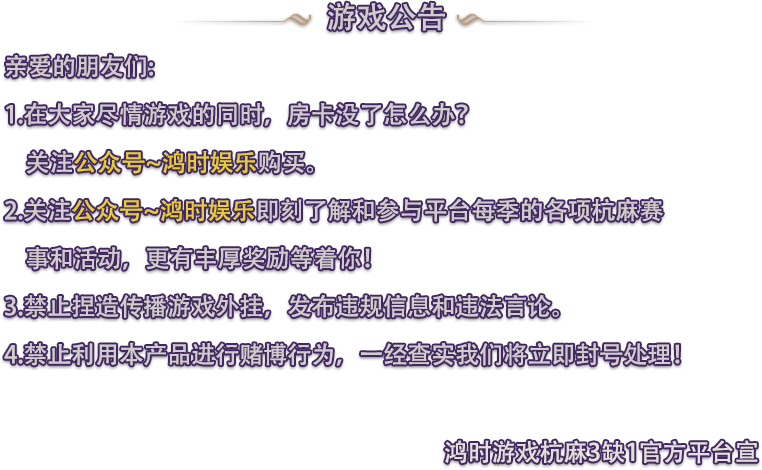 游戏公告
亲爱的朋友们:
1.在大家尽情游戏的同时，房卡没了怎么办？
关注公众号~鸿时娱乐购买。
2.关注公众号~鸿时娱乐即刻了解和参与平台每季的各项杭麻赛
事和活动，更有丰厚奖励等着你！
3.禁止捏造传播游戏外挂，发布违规信息和违法言论。
4.禁止利用本产品进行赌博行为，一经查实我们将立即封号处理！
鸿时游戏杭麻3缺1官方平台宣